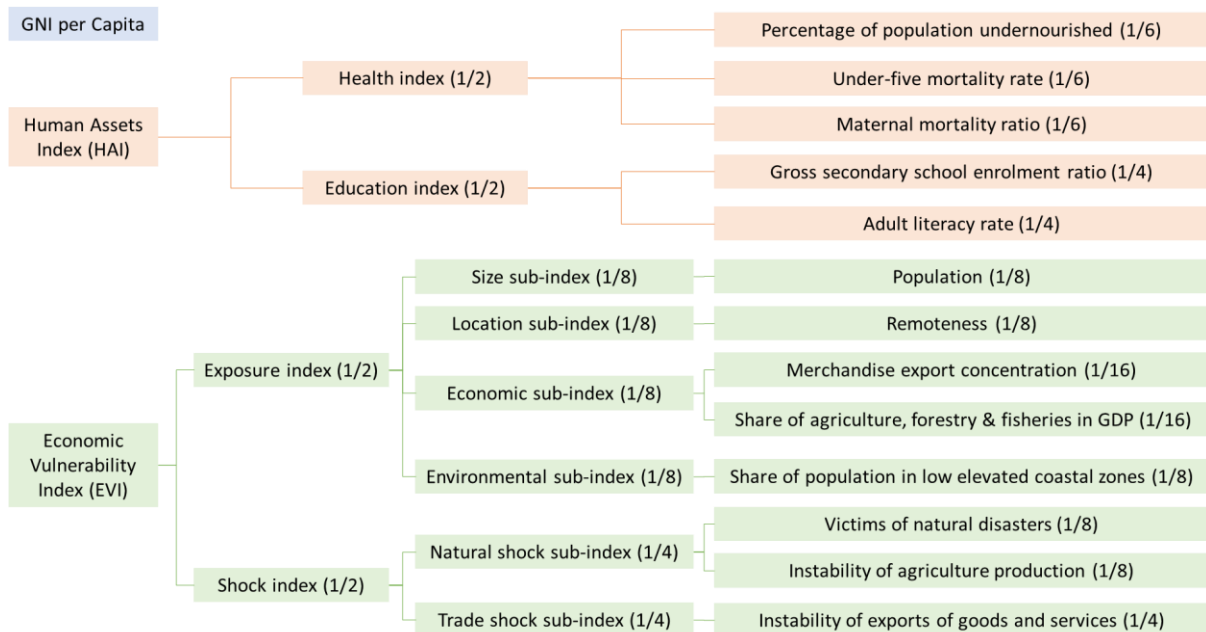 GNI per Capita
Human Assets
Index (HAI)
Health index (1/2)
Percentage of population undernourished (1/6)
Under-five mortality rate (1/6)
Maternal mortality ratio (1/6)
Education index (1/2)
Gross secondary school enrolment ratio (1/4)
Adult literacy rate (1/4)
Economic
Vulnerability
Index (EVI)
Exposure index (1/2)
Size sub-index (1/8)
Population (1/8)
Location sub-index (1/8)
Remoteness (1/8)
Economic sub-index (1/8)
Merchandise export concentration (1/16)
Share of agriculture, forestry & fisheries in GDP (1/16)
Environmental sub-index (1/8)
Share of population in low elevated coastal zones (1/8)
Shock index (1/2)
Natural shock sub-index (1/4)
Victims of natural disasters (1/8)
Instability of agriculture production (1/8)
Trade shock sub-index (1/4)
Instability of exports of goods and services (1/4)